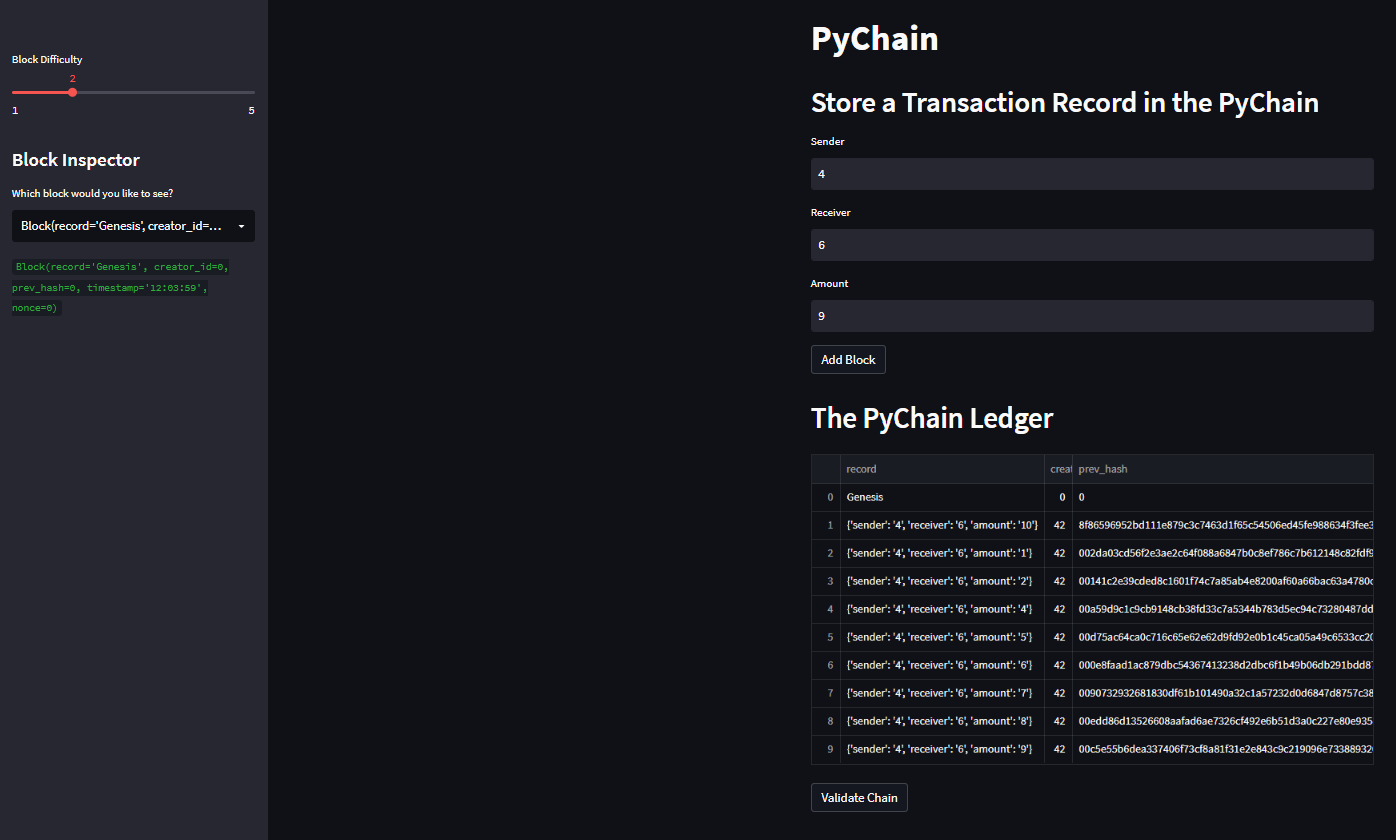 Block Difficulty
2
1 5
Block Inspector
Which block would you like to see?
Block(record='Genesis', creator_id=...
Block(record='Genesis', creator_id=0,
prev_hash=0, timestamp='12:03:59',
nonce=0)
PyChain
Store a Transaction Record in the PyChain
Sender
4
Receiver
6
Amount
9
Add Block
The PyChain Ledger
record creat prev_hash
0 Genesis 0 0
1 {'sender': '4', 'receiver': '6', 'amount': '10'} 42 8f86596952bd111e879c3c7463d1f65c54506ed45fe988634f3fee3
2 {'sender': '4', 'receiver': '6', 'amount': '1'} 42 002da03cd56f2e3ae2c64f088a6847b0c8ef786c7b612148c82fdf9
3 {'sender': '4', 'receiver': '6', 'amount': '2'} 42 00141c2e39cded8c1601f74c7a85ab4e8200af60a66bac63a4780c
4 {'sender': '4', 'receiver': '6', 'amount': '4'} 42 00a59d9c1c9cb9148cb38fd33c7a5344b783d5ec94c73280487dd
5 {'sender': '4', 'receiver': '6', 'amount': '5'} 42 00d75ac64ca0c716c65e62e62d9fd92e0b1c45ca05a49c6533cc20
6 {'sender': '4', 'receiver': '6', 'amount': '6'} 42 000e8faad1ac879dbc54367413238d2dbc6f1b49b06db291bdd87
7 {'sender': '4', 'receiver': '6', 'amount': '7'} 42 0090732932681830df61b101490a32c1a57232d0d6847d8757c38
8 {'sender': '4', 'receiver': '6', 'amount': '8'} 42 00edd86d13526608aafad6ae7326cf492e6b51d3a0c227e80e935
9 {'sender': '4', 'receiver': '6', 'amount': '9'} 42 00c5e55b6dea337406f73cf8a81f31e2e843c9c219096e73388932
Validate Chain